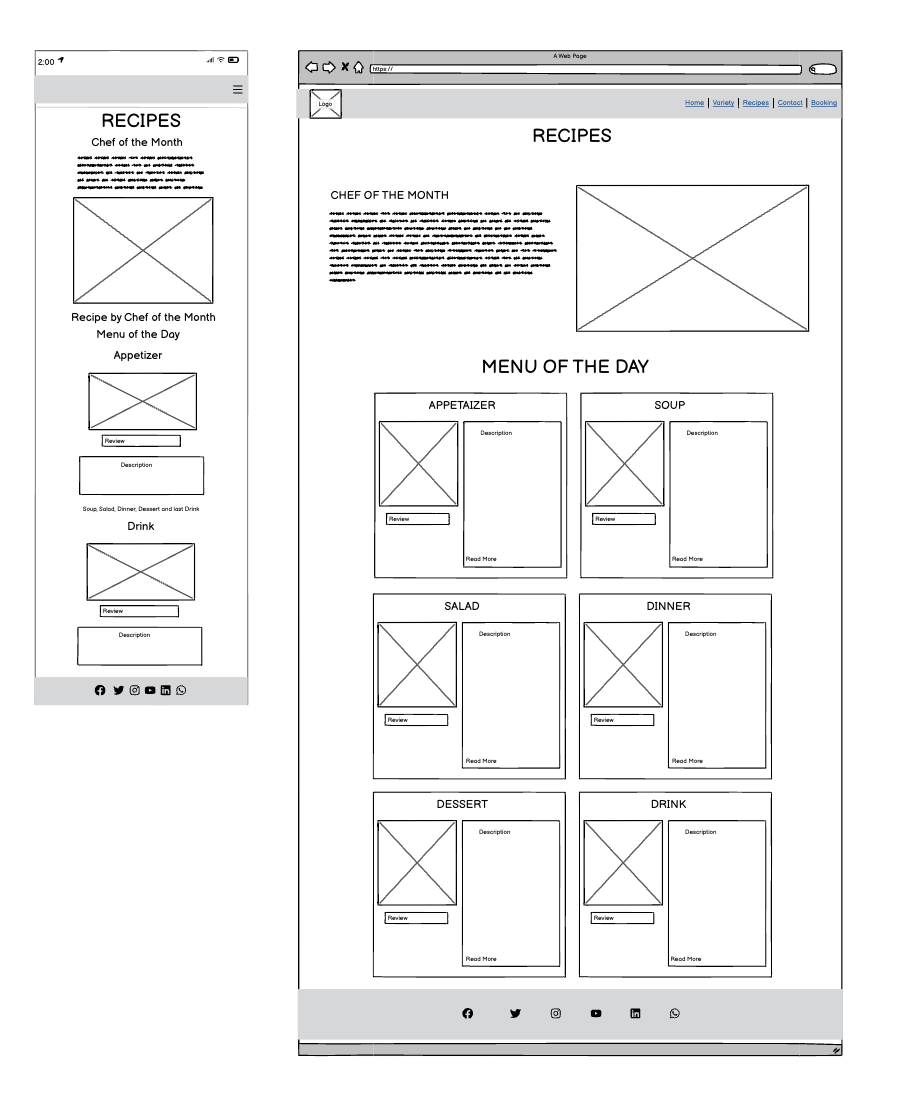 2:00
RECIPES
Chef of the Month
Recipe by Chef of the Month
Menu of the Day
Appetizer
Review
Description
Soup, Salad, Dinner, Dessert and last Drink
Drink
Review
Description
A Web Page
https://
Logo
Home Variety Recipes Contact Booking
RECIPES
CHEF OF THE MONTH
MENU OF THE DAY
APPETAIZER
Description
Review
Read More
SOUP
Description
Review
Read More
SALAD
Description
Review
Read More
DINNER
Description
Review
Read More
DESSERT
Description
Review
Read More
DRINK
Description
Review
Read More